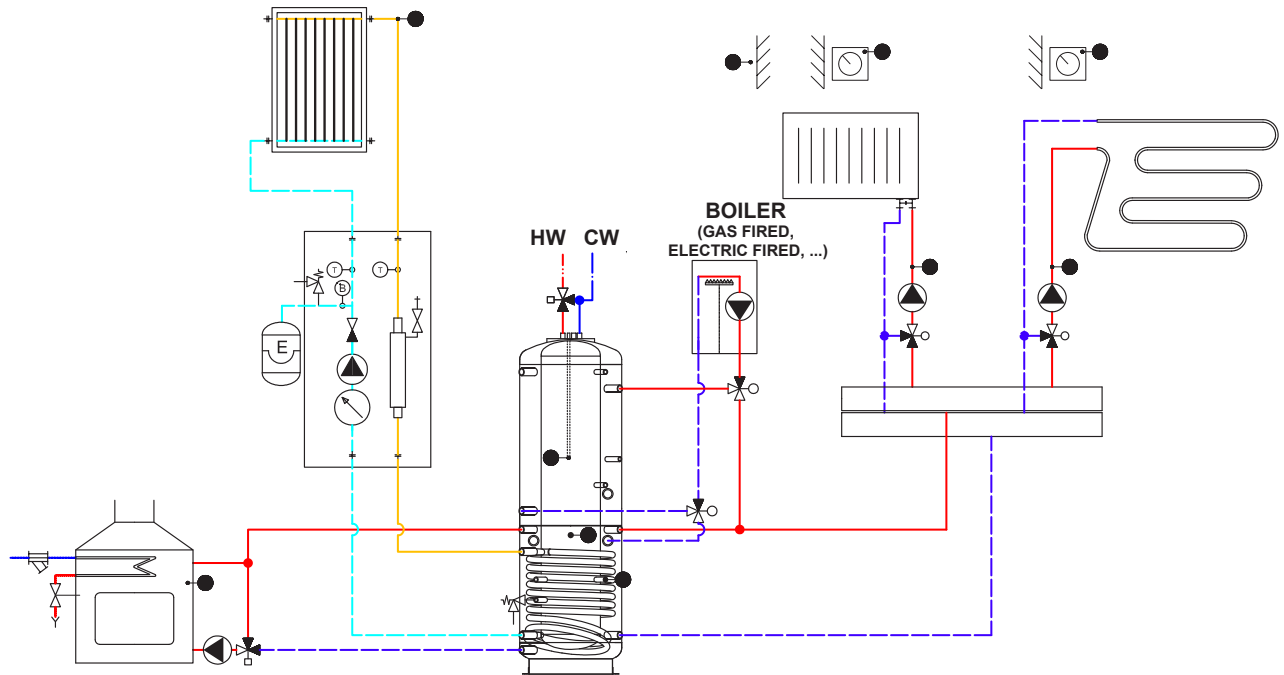 HW CW
BOILER
(GAS FIRED,
ELECTRIC FIRED, ...)
T
T
B
E